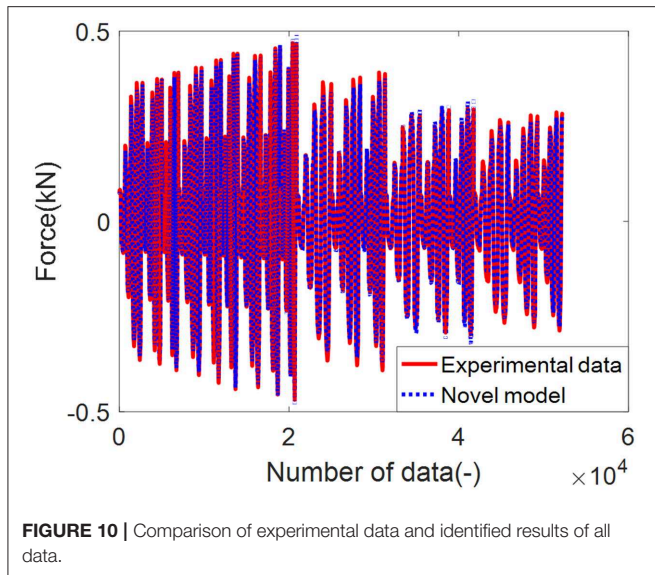 0.5
0
-0.5
Force(kN)
Experimental data
Novel model
0 2 4 6
Number of data(-) ×10^4
FIGURE 10 | Comparison of experimental data and identified results of all
data.